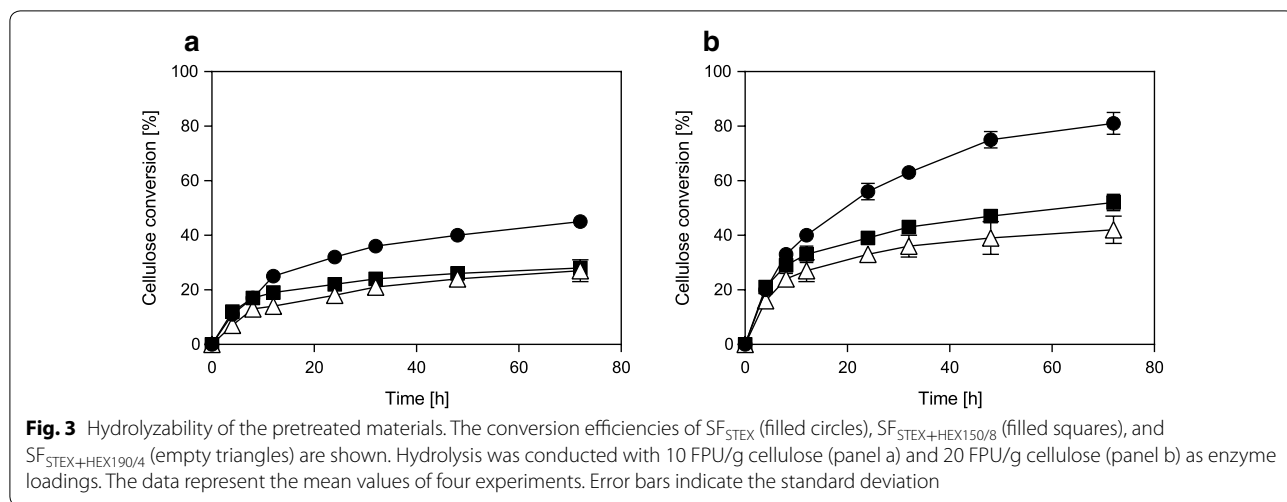 a
b
100
80
60
40
20
0
Cellulose conversion [%]
0 20 40 60 80
Time [h]
100
80
60
40
20
0
Cellulose conversion [%]
0 20 40 60 80
Time [h]
Fig. 3 Hydrolyzability of the pretreated materials. The conversion efficiencies of SF_STEX (filled circles), SF_STEX+HEX150/8 (filled squares), and
SF_STEX+HEX190/4 (empty triangles) are shown. Hydrolysis was conducted with 10 FPU/g cellulose (panel a) and 20 FPU/g cellulose (panel b) as enzyme
loadings. The data represent the mean values of four experiments. Error bars indicate the standard deviation